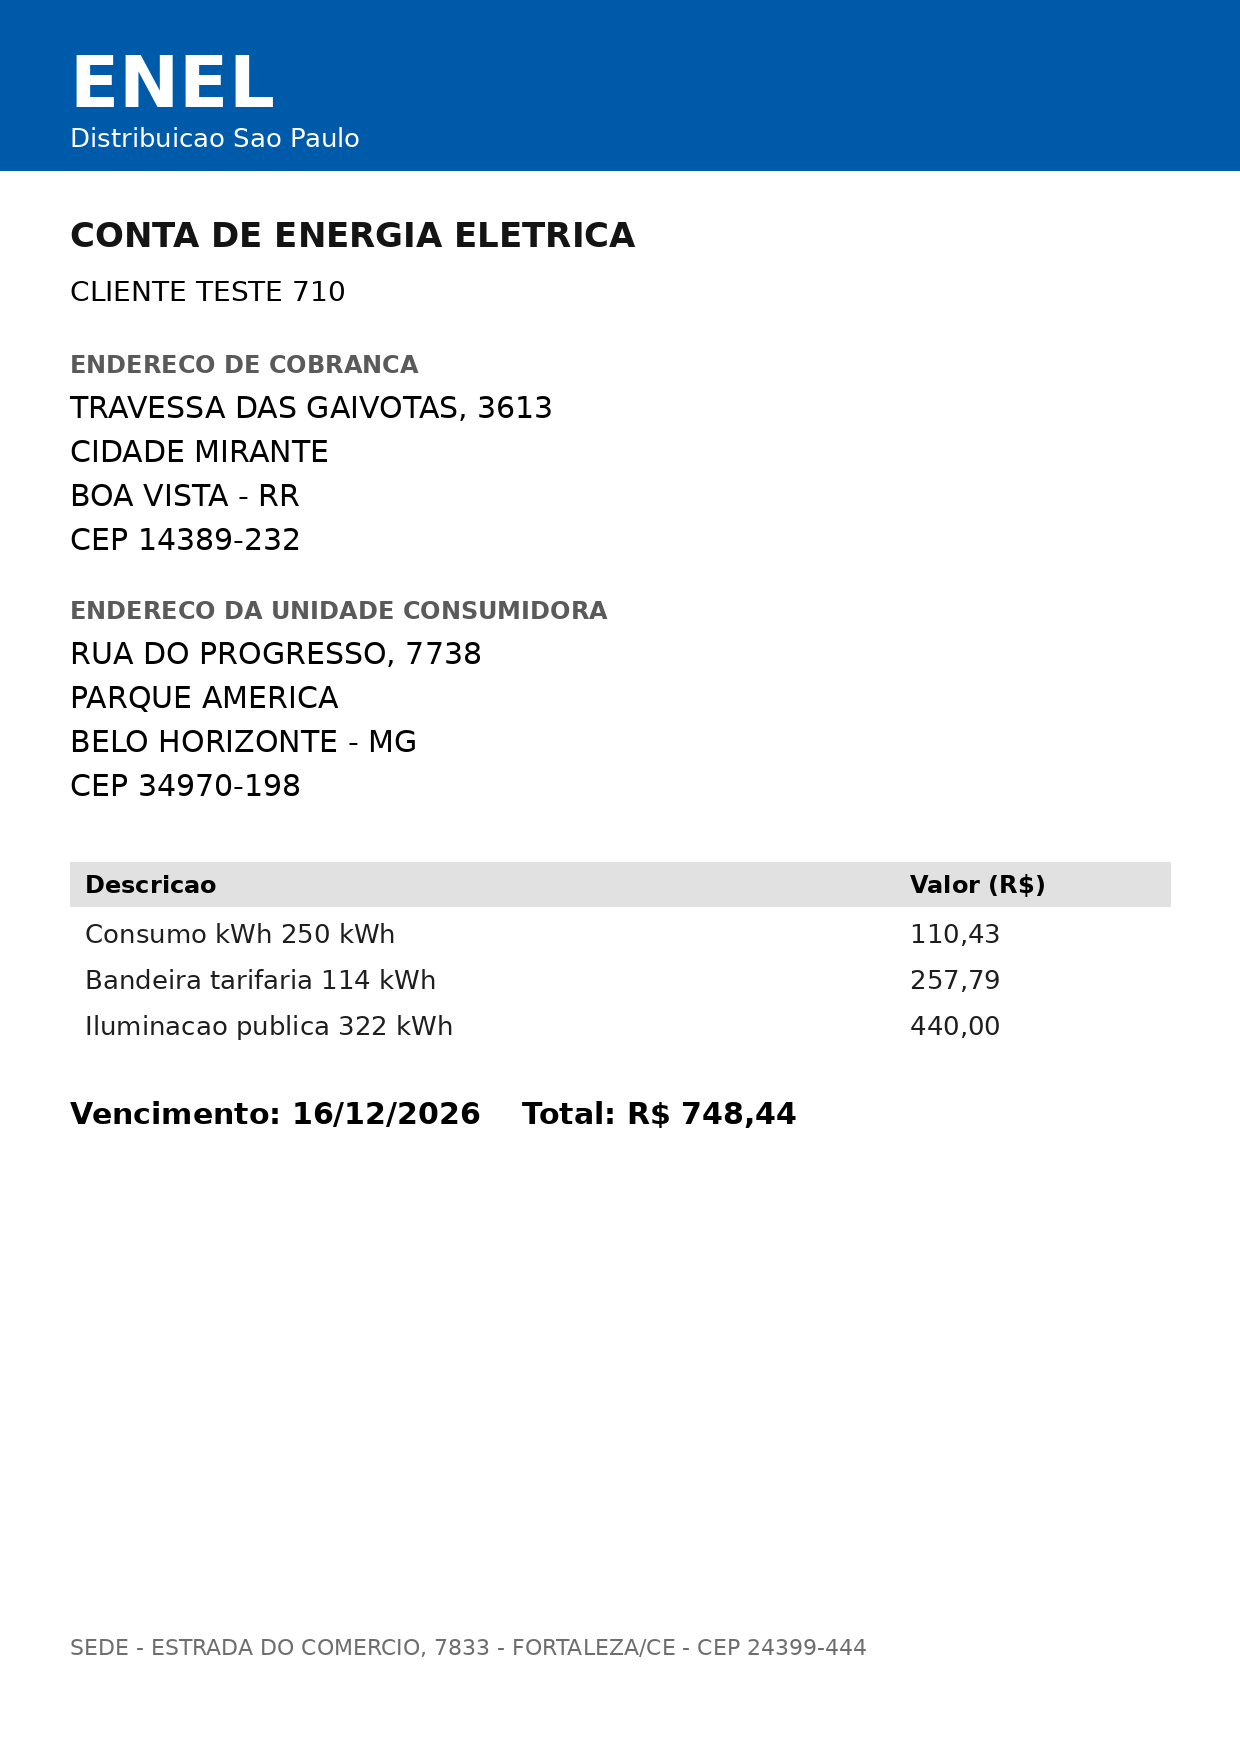 ENEL
Distribuicao Sao Paulo
CONTA DE ENERGIA ELETRICA
CLIENTE TESTE 710
ENDERECO DE COBRANCA
TRAVESSA DAS GAIVOTAS, 3613
CIDADE MIRANTE
BOA VISTA - RR
CEP 14389-232
ENDERECO DA UNIDADE CONSUMIDORA
RUA DO PROGRESSO, 7738
PARQUE AMERICA
BELO HORIZONTE - MG
CEP 34970-198
Descricao Valor (R$)
Consumo kWh 250 kWh 110,43
Bandeira tarifaria 114 kWh 257,79
Iluminacao publica 322 kWh 440,00
Vencimento: 16/12/2026 Total: R$ 748,44
SEDE - ESTRADA DO COMERCIO, 7833 - FORTALEZA/CE - CEP 24399-444